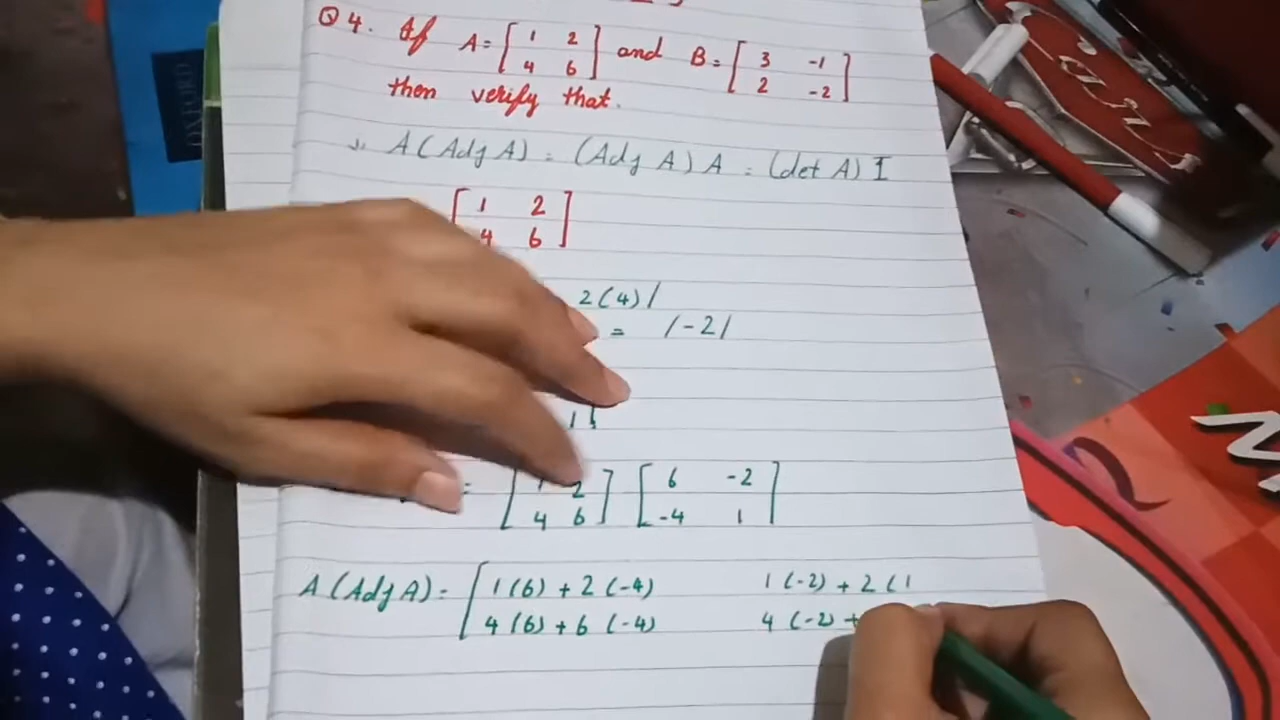 Q4. If A = [ 1 2 and B = [ 3 -1
4 6 ] 2 -2 ]
then verify that.
A (Adj A) = (Adj A) A = (det A) I
[ 1 2 ]
4 6
2(4) /
= /-2/
= [ 1 2 ] [ 6 -2 ]
4 6 -4 1
A (Adj A) = [ 1(6) + 2(-4) 1(-2) + 2(1
4(6) + 6(-4) 4(-2) +
OXFORD